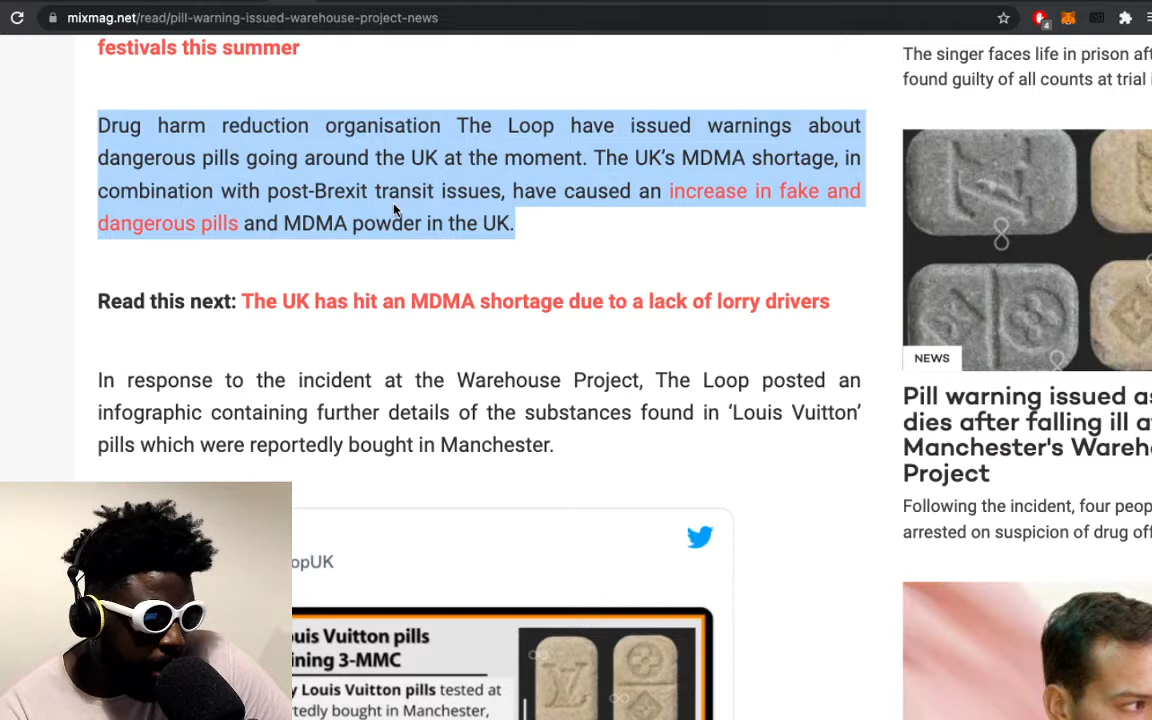 mixmag.net/read/pill-warning-issued-warehouse-project-news
4
festivals this summer
Drug harm reduction organisation The Loop have issued warnings about
dangerous pills going around the UK at the moment. The UK's MDMA shortage, in
combination with post-Brexit transit issues, have caused an increase in fake and
dangerous pills and MDMA powder in the UK.
Read this next: The UK has hit an MDMA shortage due to a lack of lorry drivers
In response to the incident at the Warehouse Project, The Loop posted an
infographic containing further details of the substances found in ‘Louis Vuitton’
pills which were reportedly bought in Manchester.
opUK
uis Vuitton pills
ining 3-MMC
y Louis Vuitton pills tested at
rtedly bought in Manchester,
The singer faces life in prison aft
found guilty of all counts at trial i
NEWS
Pill warning issued as
dies after falling ill a
Manchester's Wareh
Project
Following the incident, four peop
arrested on suspicion of drug off